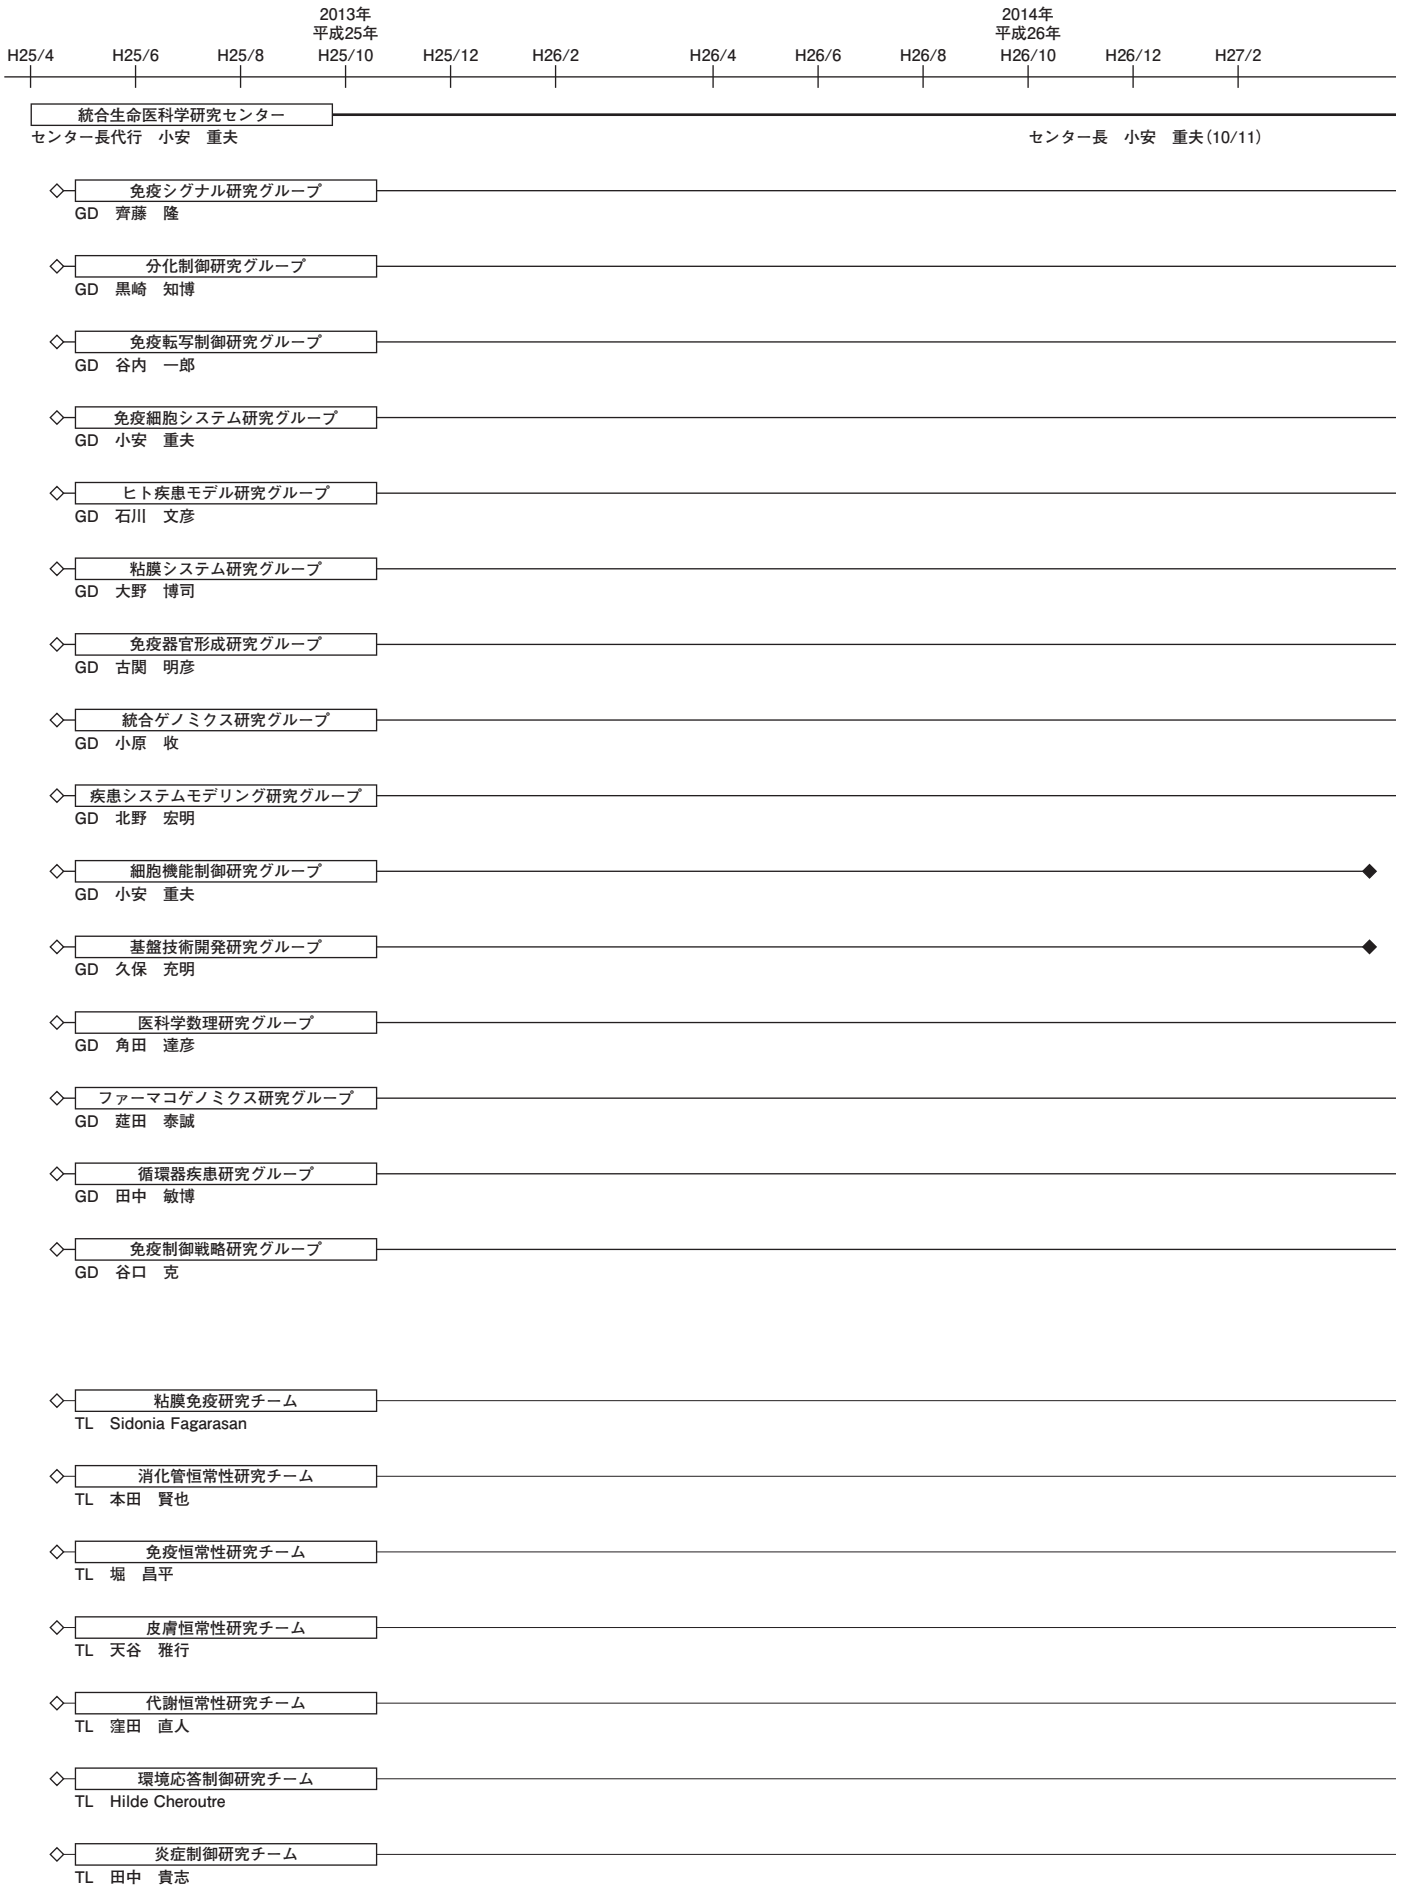 2013年 2014年
平成25年 平成26年
H25/4 H25/6 H25/8 H25/10 H25/12 H26/2 H26/4 H26/6 H26/8 H26/10 H26/12 H27/2
統合生命医科学研究センター
センター長代行　小安　重夫 センター長　小安　重夫(10/11)
免疫シグナル研究グループ
GD　齊藤　隆
分化制御研究グループ
GD　黒崎　知博
免疫転写制御研究グループ
GD　谷内　一郎
免疫細胞システム研究グループ
GD　小安　重夫
ヒト疾患モデル研究グループ
GD　石川　文彦
粘膜システム研究グループ
GD　大野　博司
免疫器官形成研究グループ
GD　古関　明彦
統合ゲノミクス研究グループ
GD　小原　收
疾患システムモデリング研究グループ
GD　北野　宏明
細胞機能制御研究グループ
GD　小安　重夫
基盤技術開発研究グループ
GD　久保　充明
医科学数理研究グループ
GD　角田　達彦
ファーマコゲノミクス研究グループ
GD　莚田　泰誠
循環器疾患研究グループ
GD　田中　敏博
免疫制御戦略研究グループ
GD　谷口　克
粘膜免疫研究チーム
TL　Sidonia Fagarasan
消化管恒常性研究チーム
TL　本田　賢也
免疫恒常性研究チーム
TL　堀　昌平
皮膚恒常性研究チーム
TL　天谷　雅行
代謝恒常性研究チーム
TL　窪田　直人
環境応答制御研究チーム
TL　Hilde Cheroutre
炎症制御研究チーム
TL　田中　貴志